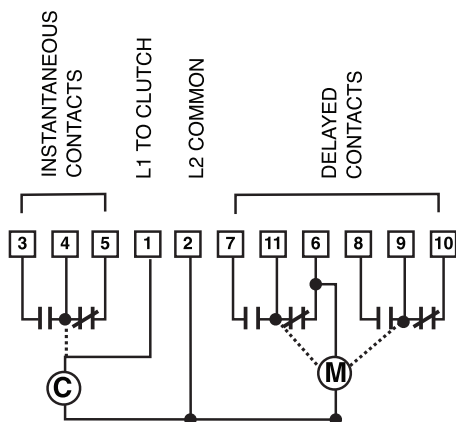 INSTANTANEOUS
CONTACTS
L1 TO CLUTCH
L2 COMMON
DELAYED
CONTACTS
3 4 5 1 2 7 11 6 8 9 10
C
M